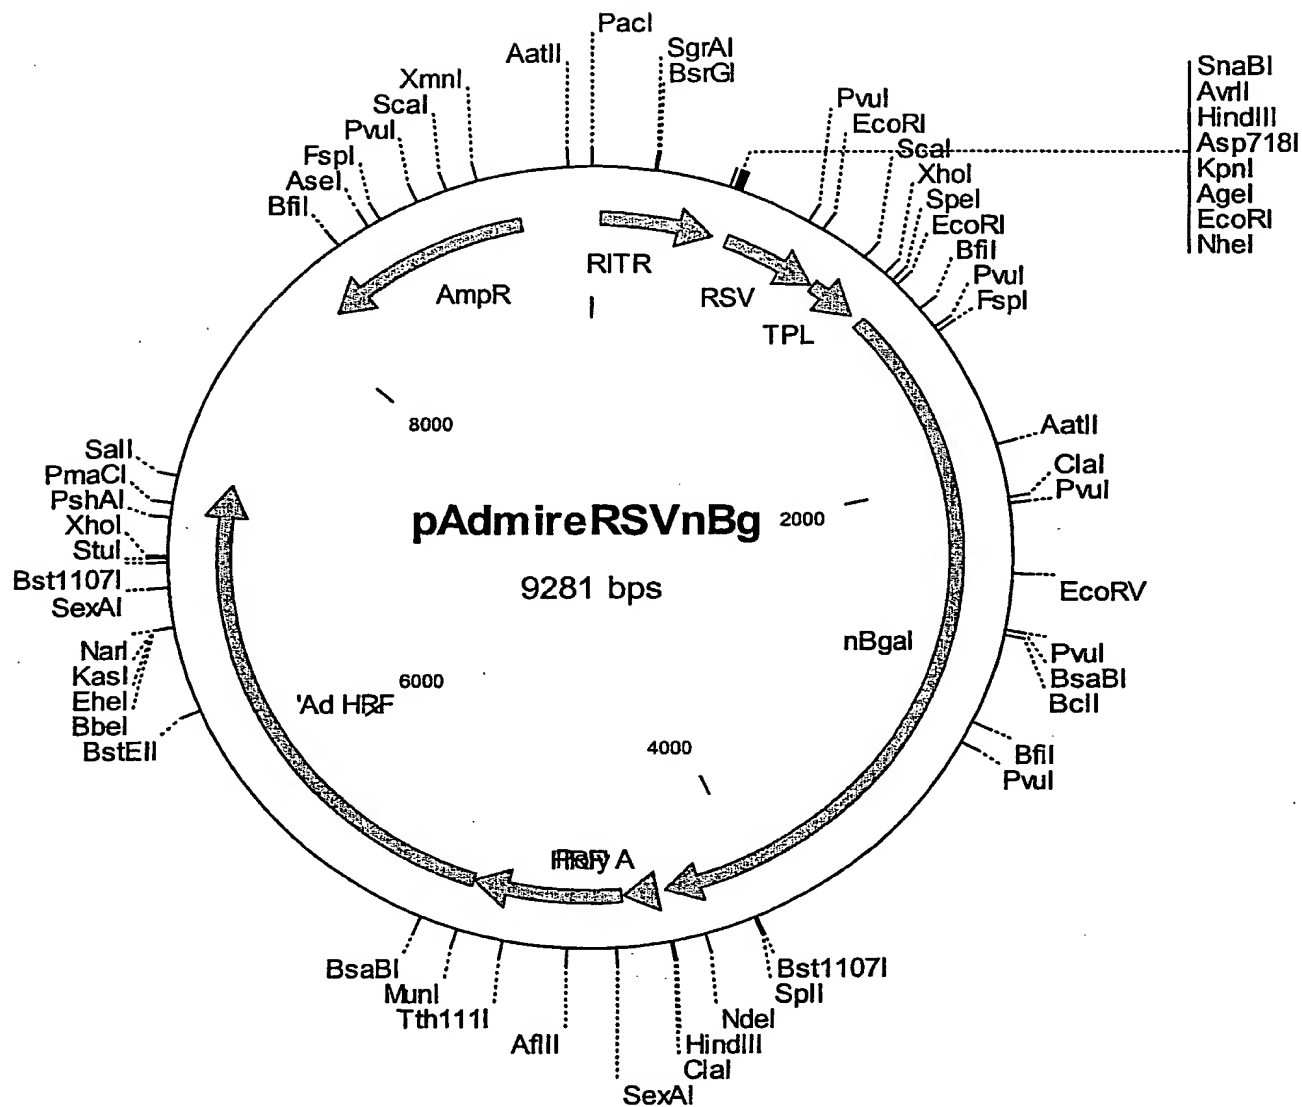 PacI
AatII
SgrAI
BsrGI
XmnI
ScaI
PvuI
FspI
AseI
BfiI
PvuI
EcoRI
ScaI
XhoI
SpeI
EcoRI
BfiI
PvuI
FspI
SnaBI
AvrII
HindIII
Asp718I
KpnI
AgeI
EcoRI
NheI
RITR
AmpR
RSV
TPL
8000
AatII
ClaI
PvuI
SalI
PmaCI
PshAI
XhoI
StuI
Bst1107I
SexAI
pAdmireRSVnBg
9281 bps
2000
EcoRV
nBgal
PvuI
BsaBI
BclI
NarI
KasI
EheI
BbeI
BstEII
'Ad HRF
6000
4000
BfiI
PvuI
Poly A
BsaBI
MunI
Tth111I
AflII
SexAI
Bst1107I
SplI
NdeI
HindIII
ClaI